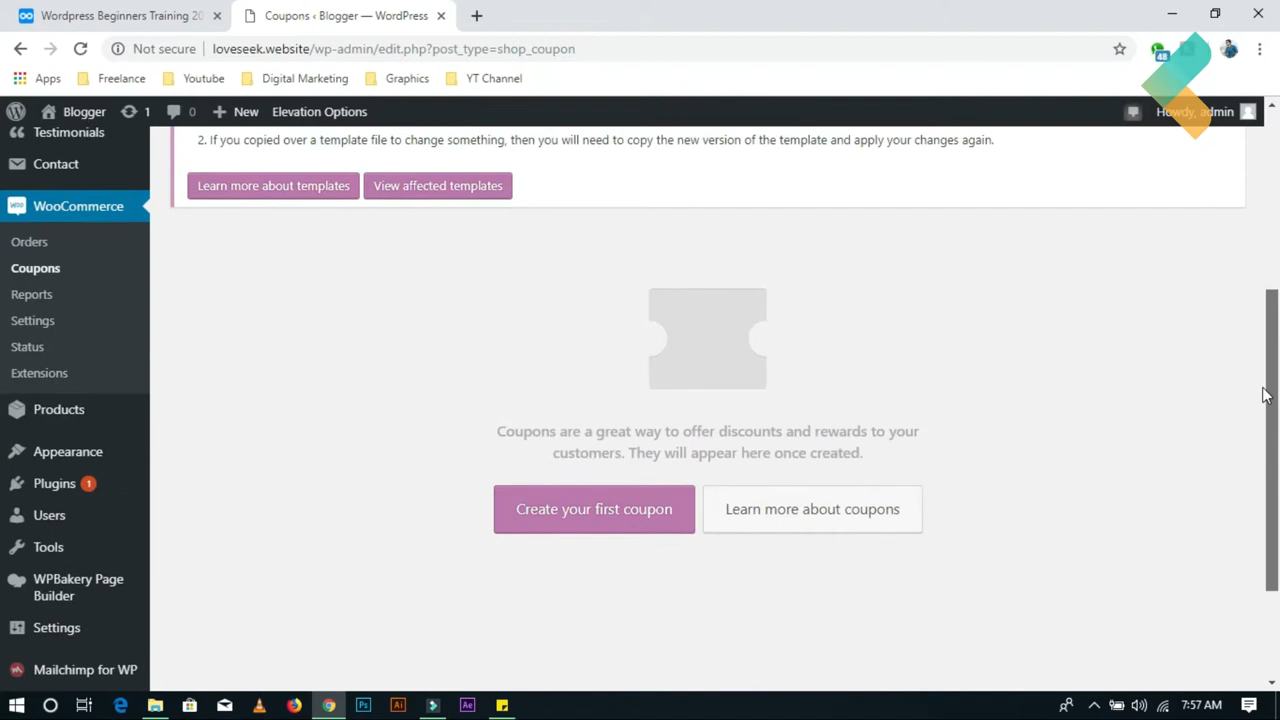 Wordpress Beginners Training 20
Coupons ‹ Blogger — WordPress
Not secure
loveseek.website/wp-admin/edit.php?post_type=shop_coupon
48
Apps
Freelance
Youtube
Digital Marketing
Graphics
YT Channel
Blogger
1
0
New
Elevation Options
Howdy, admin
Testimonials
Contact
WooCommerce
Orders
Coupons
Reports
Settings
Status
Extensions
Products
Appearance
Plugins 1
Users
Tools
WPBakery Page
Builder
Settings
Mailchimp for WP
2. If you copied over a template file to change something, then you will need to copy the new version of the template and apply your changes again.
Learn more about templates
View affected templates
Coupons are a great way to offer discounts and rewards to your
customers. They will appear here once created.
Create your first coupon
Learn more about coupons
Ps
Ai
Ae
7:57 AM